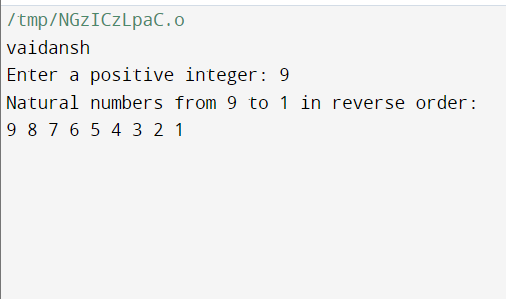 /tmp/NGzICzLpaC.o
vaidansh
Enter a positive integer: 9
Natural numbers from 9 to 1 in reverse order:
9 8 7 6 5 4 3 2 1